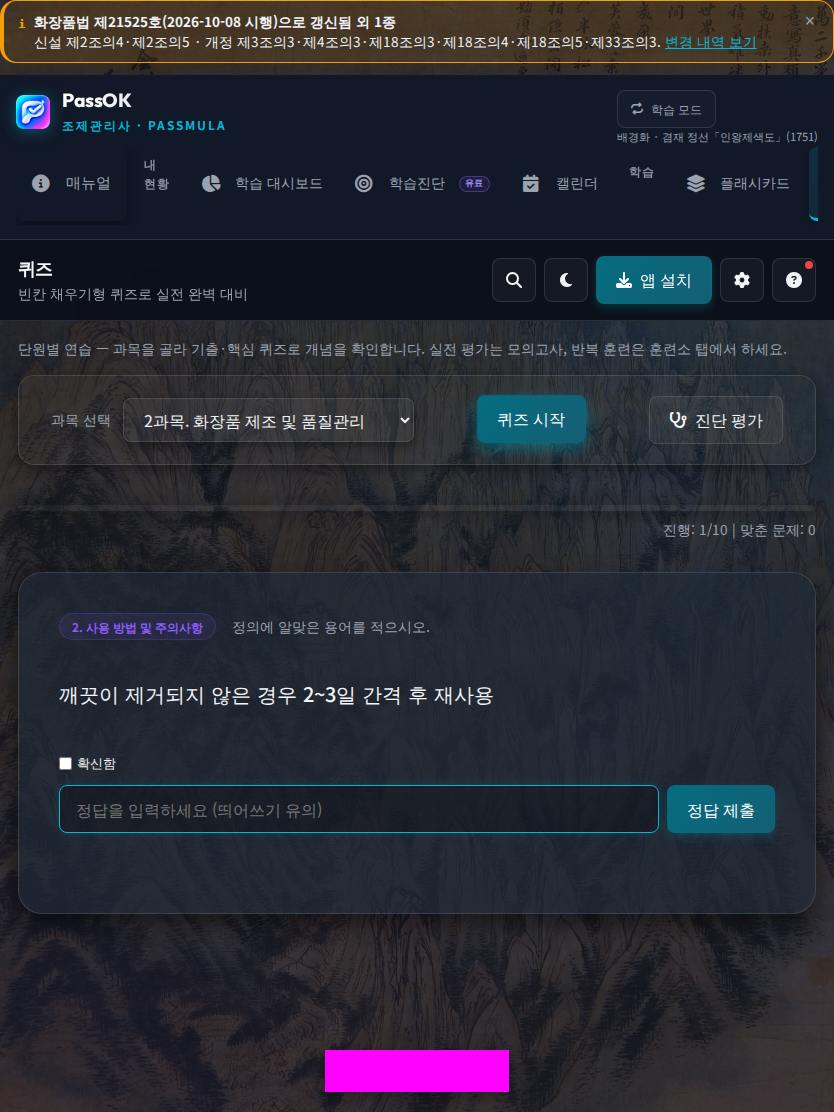 화장품법 제21525호(2026-10-08 시행)으로 갱신됨 외 1종
신설 제2조의4·제2조의5 · 개정 제3조의3·제4조의3·제18조의3·제18조의4·제18조의5·제33조의3. 변경 내역 보기
PassOK
조제관리사 · PASSMULA
학습 모드
배경화 · 겸재 정선「인왕제색도」(1751)
매뉴얼
내
현황
학습 대시보드
학습진단 유료
캘린더
학습
플래시카드
퀴즈
빈칸 채우기형 퀴즈로 실전 완벽 대비
앱 설치
단원별 연습 — 과목을 골라 기출·핵심 퀴즈로 개념을 확인합니다. 실전 평가는 모의고사, 반복 훈련은 훈련소 탭에서 하세요.
과목 선택
2과목. 화장품 제조 및 품질관리
퀴즈 시작
진단 평가
진행: 1/10 | 맞춘 문제: 0
2. 사용 방법 및 주의사항
정의에 알맞은 용어를 적으시오.
깨끗이 제거되지 않은 경우 2~3일 간격 후 재사용
확신함
정답을 입력하세요 (띄어쓰기 유의)
정답 제출